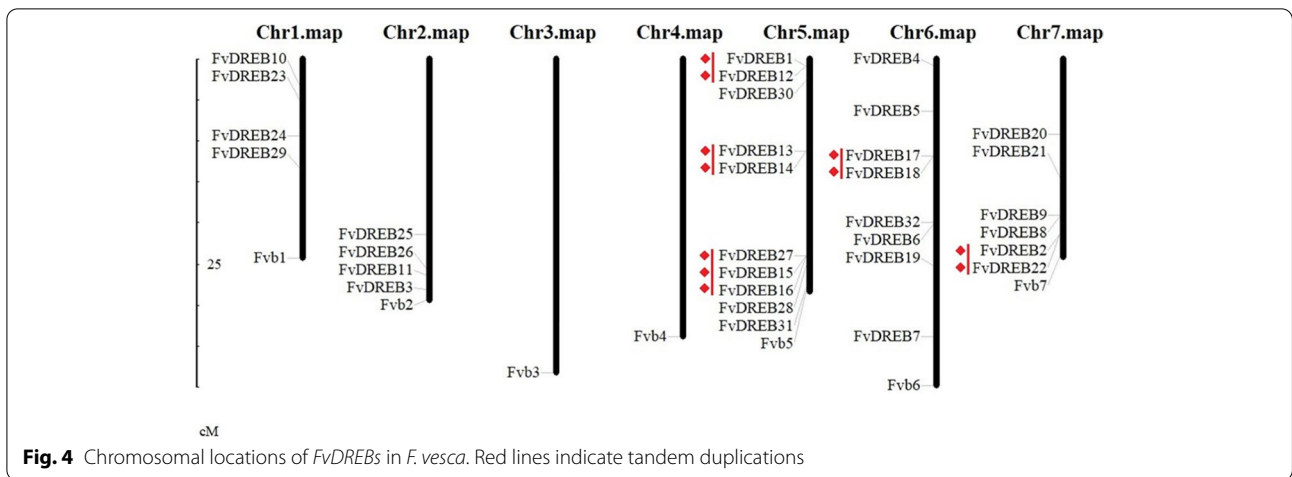 Chr1.map Chr2.map Chr3.map Chr4.map Chr5.map Chr6.map Chr7.map
FvDREB10
FvDREB23
FvDREB24
FvDREB29
Fvb1
25
cM
FvDREB25
FvDREB26
FvDREB11
FvDREB3
Fvb2
Fvb3
Fvb4
FvDREB1
FvDREB12
FvDREB30
FvDREB13
FvDREB14
FvDREB27
FvDREB15
FvDREB16
FvDREB28
FvDREB31
Fvb5
FvDREB4
FvDREB5
FvDREB17
FvDREB18
FvDREB32
FvDREB6
FvDREB19
FvDREB7
Fvb6
FvDREB20
FvDREB21
FvDREB9
FvDREB8
FvDREB2
FvDREB22
Fvb7
Fig. 4 Chromosomal locations of FvDREBs in F. vesca. Red lines indicate tandem duplications